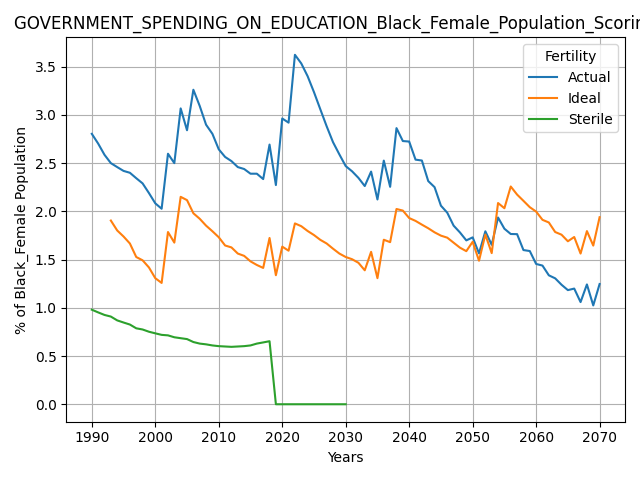 GOVERNMENT_SPENDING_ON_EDUCATION_Black_Female_Population_Scorin
Fertility
Actual
Ideal
Sterile
% of Black_Female Population
3.5
3.0
2.5
2.0
1.5
1.0
0.5
0.0
1990 2000 2010 2020 2030 2040 2050 2060 2070
Years